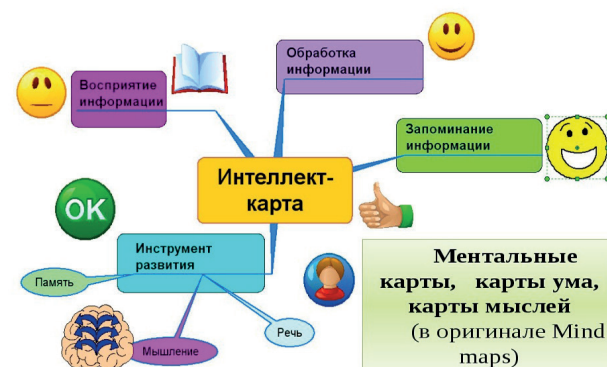 Обработка
информации
Восприятие
информации
Запоминание
информации
Интеллект-
карта
OK
Инструмент
развития
Память
Речь
Мышление
Ментальные
карты, карты ума,
карты мыслей
(в оригинале Mind
maps)